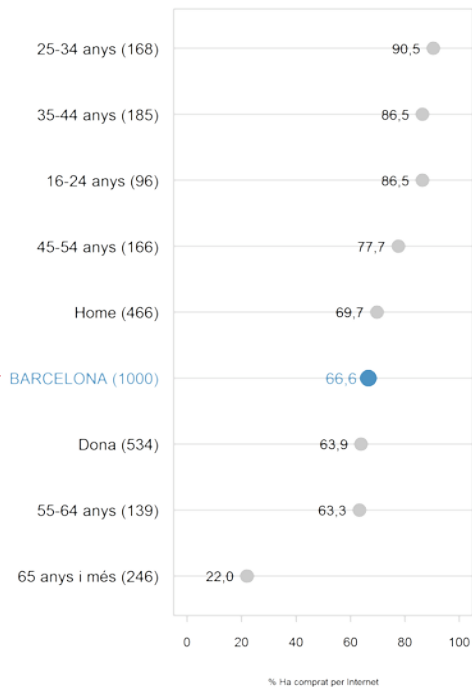 25-34 anys (168) 90,5
35-44 anys (185) 86,5
16-24 anys (96) 86,5
45-54 anys (166) 77,7
Home (466) 69,7
BARCELONA (1000) 66,6
Dona (534) 63,9
55-64 anys (139) 63,3
65 anys i més (246) 22,0
0 20 40 60 80 100
% Ha comprat per Internet